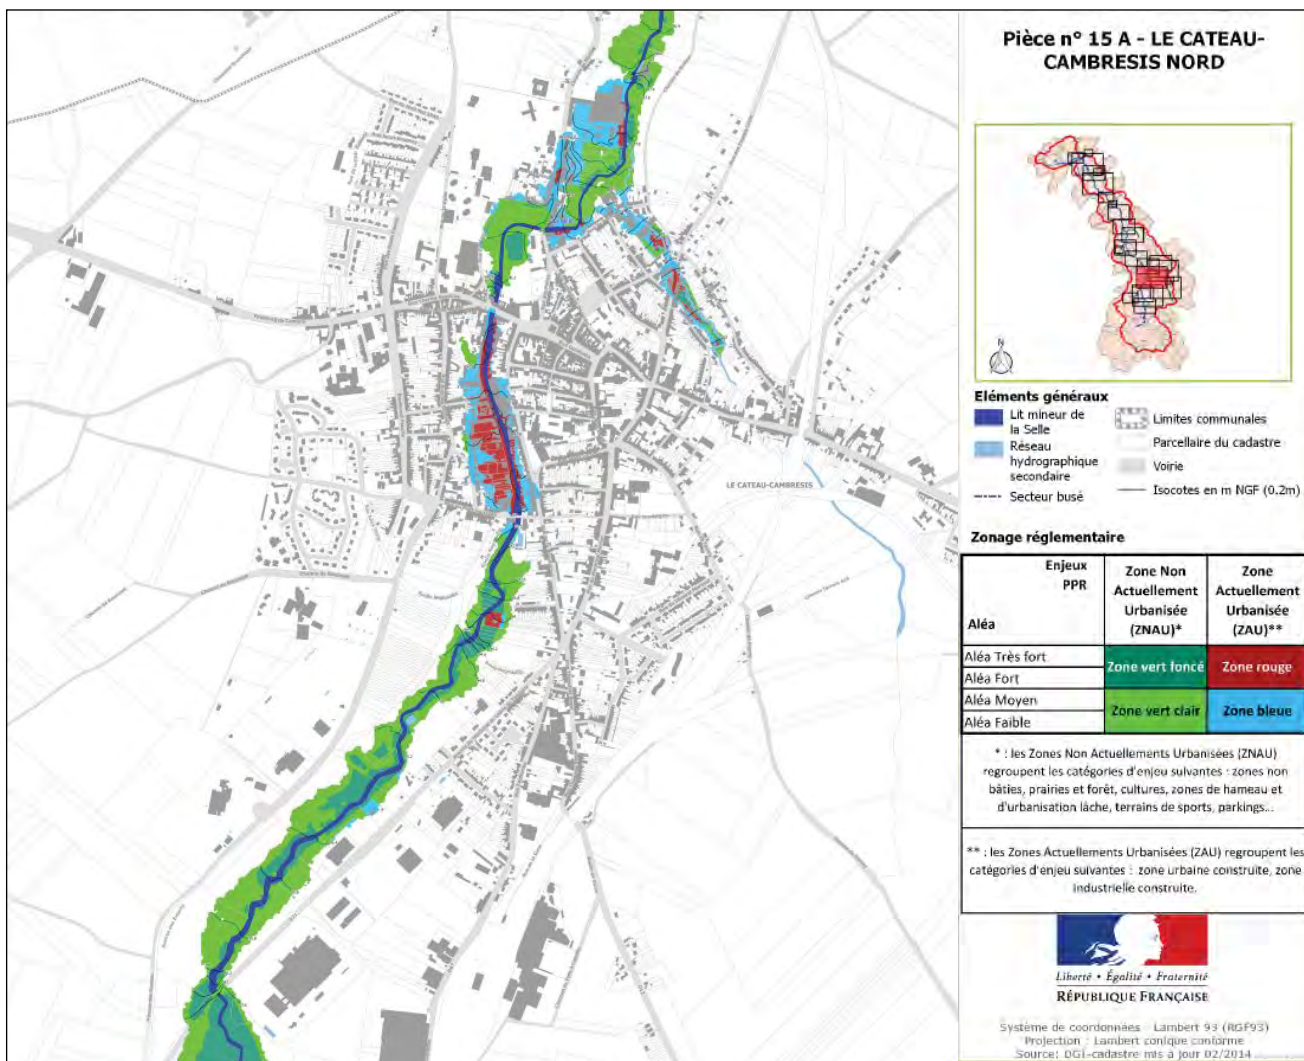 Pièce n° 15 A - LE CATEAU-
CAMBRESIS NORD
N
Eléments généraux
Lit mineur de
la Selle
Réseau
hydrographique
secondaire
Secteur busé
Limites communales
Parcellaire du cadastre
Voirie
Isocotes en m NGF (0.2m)
LE CATEAU-CAMBRESIS
Zonage réglementaire
Enjeux
PPR
Aléa
Zone Non
Actuellement
Urbanisée
(ZNAU)*
Zone
Actuellement
Urbanisée
(ZAU)**
Aléa Très fort
Aléa Fort
Zone vert foncé
Zone rouge
Aléa Moyen
Aléa Faible
Zone vert clair
Zone bleue
* : les Zones Non Actuellements Urbanisées (ZNAU)
regroupent les catégories d'enjeu suivantes : zones non
bâties, prairies et forêt, cultures, zones de hameau et
d'urbanisation lâche, terrains de sports, parkings...
** : les Zones Actuellements Urbanisées (ZAU) regroupent les
catégories d'enjeu suivantes : zone urbaine construite, zone
industrielle construite.
Liberté • Égalité • Fraternité
RÉPUBLIQUE FRANÇAISE
Système de coordonnées : Lambert 93 (RGF93)
Projection : Lambert conique conforme
Source: DGI-cadastre mis à jour 02/2014